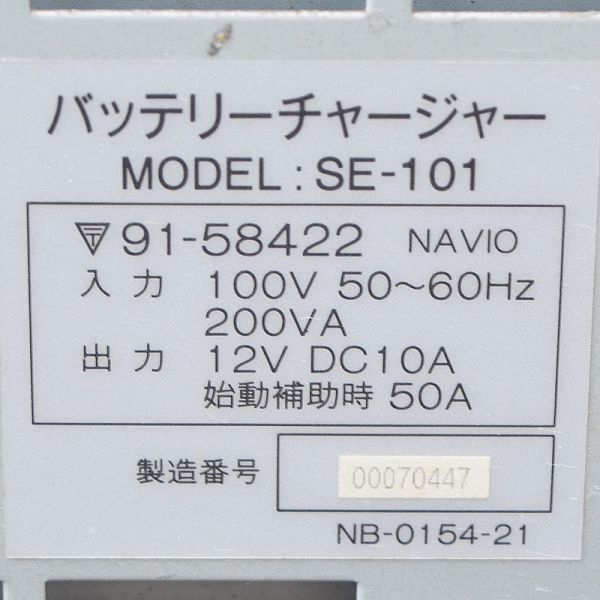 バッテリーチャージャー
MODEL : SE-101
91-58422 NAVIO
入力 100V 50～60Hz
200VA
出力 12V DC10A
始動補助時 50A
製造番号 00070447
NB-0154-21